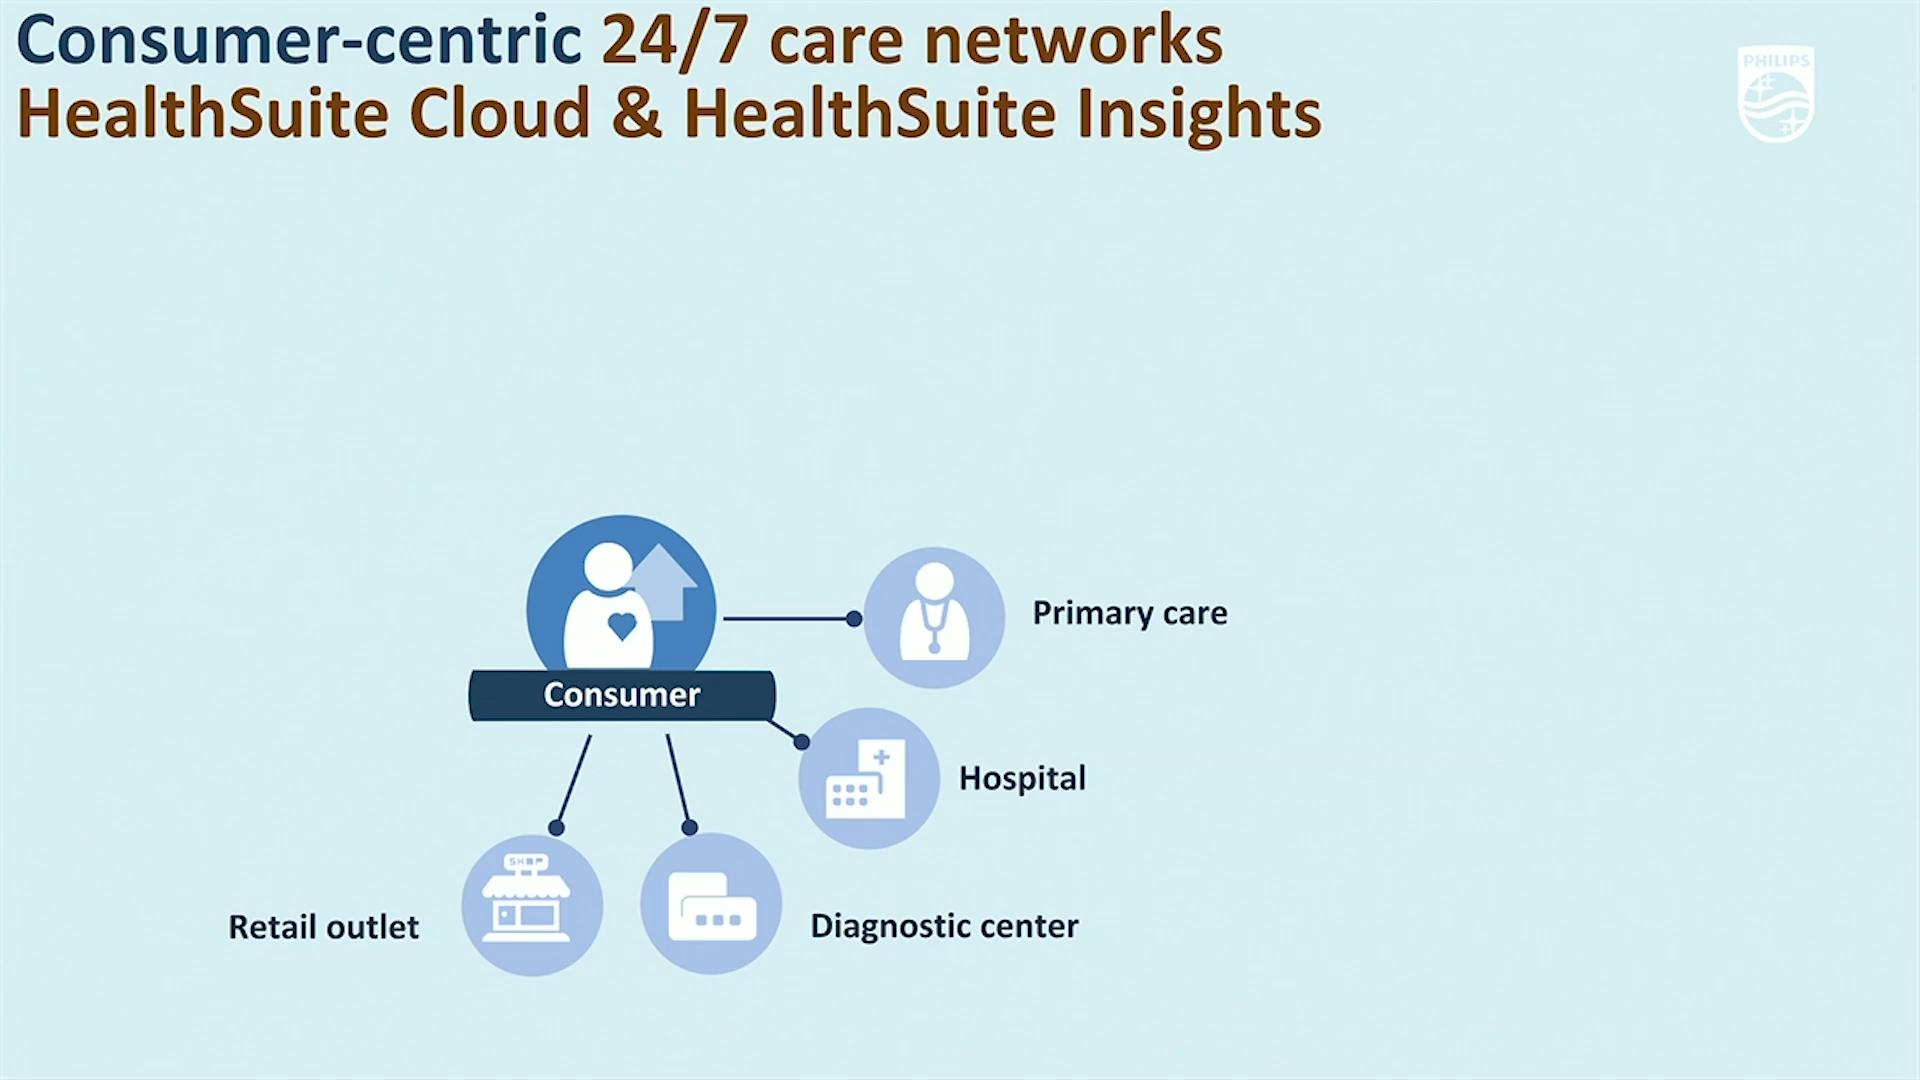 Consumer-centric 24/7 care networks
HealthSuite Cloud & HealthSuite Insights
PHILIPS
Primary care
Consumer
Hospital
SHOP
Retail outlet
Diagnostic center